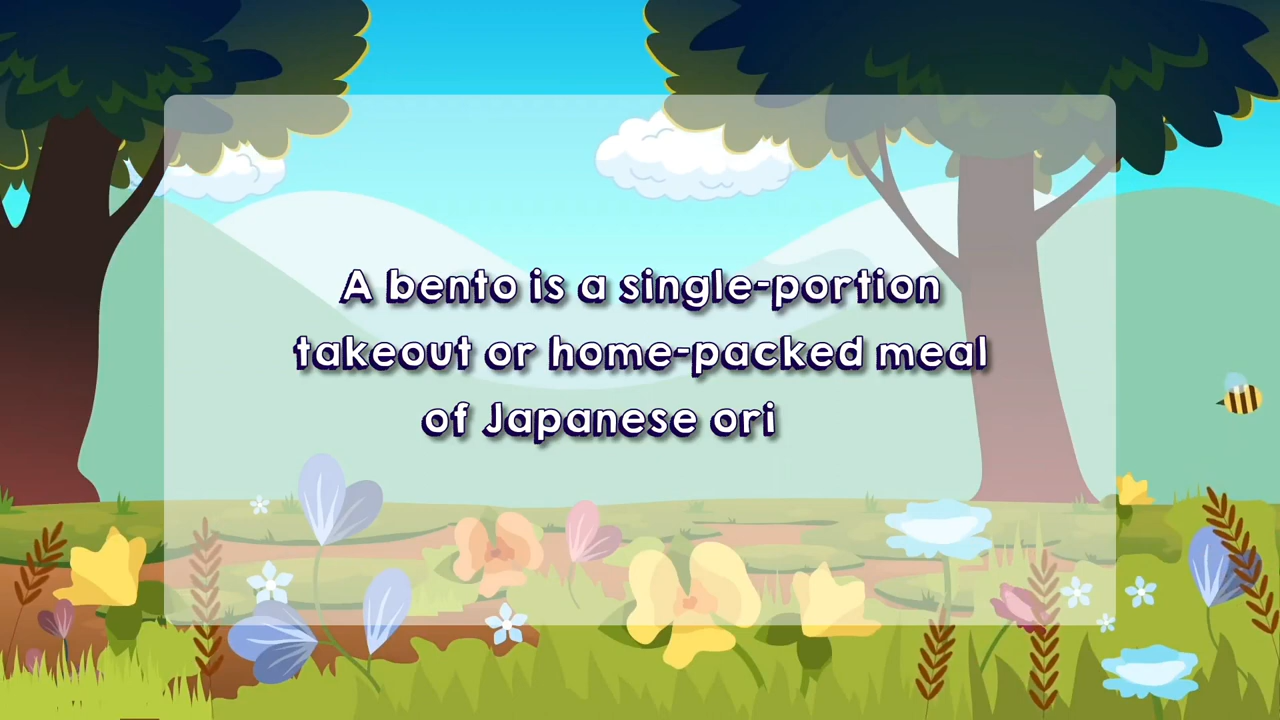 A bento is a single-portion
takeout or home-packed meal
of Japanese ori